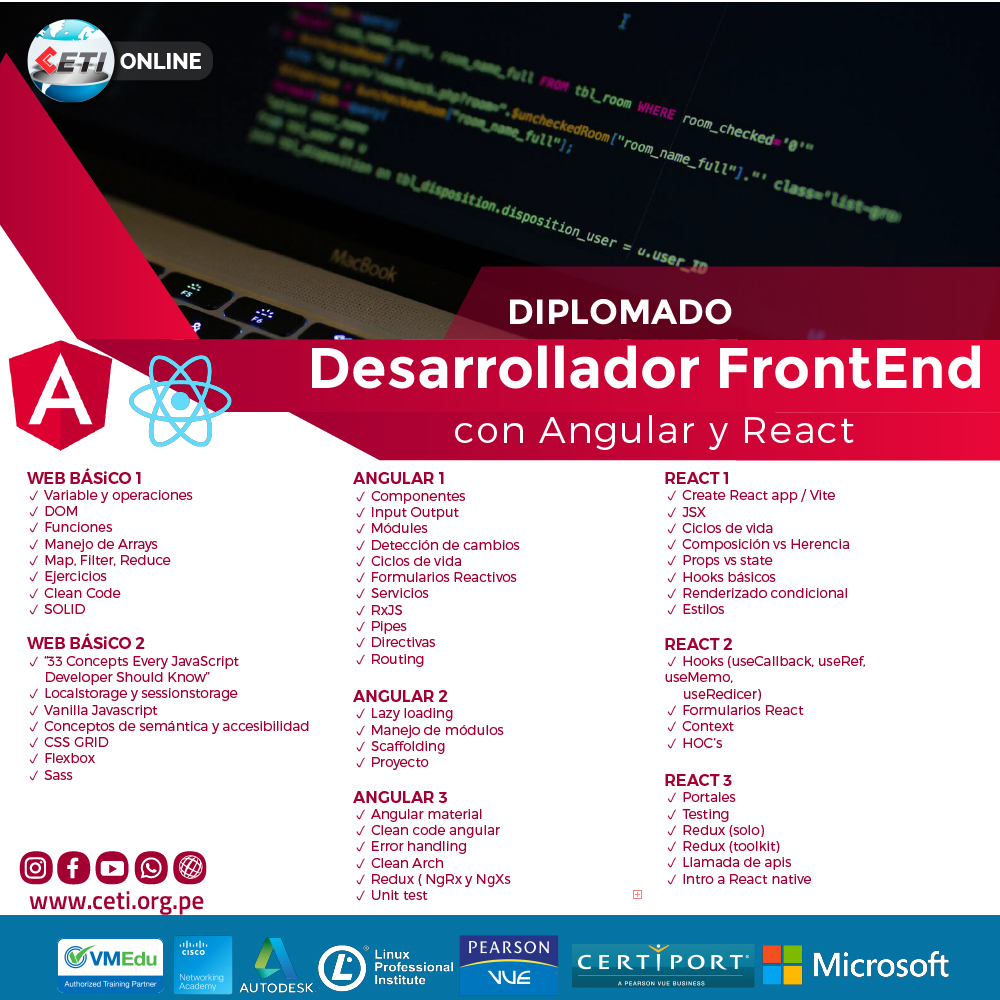 CETI ONLINE
room_name_full FROM tbl_room WHERE room_checked='0'"
$uncheckedRoom["room_name_full"]."' class='list-gro
["room_name_full"];
on tbl_disposition.disposition_user = u.user_ID
MacBook
F5
F6
DIPLOMADO
Desarrollador FrontEnd
con Angular y React
A
WEB BÁSiCO 1
✓ Variable y operaciones
✓ DOM
✓ Funciones
✓ Manejo de Arrays
✓ Map, Filter, Reduce
✓ Ejercicios
✓ Clean Code
✓ SOLID
WEB BÁSiCO 2
✓ "33 Concepts Every JavaScript
Developer Should Know"
✓ Localstorage y sessionstorage
✓ Vanilla Javascript
✓ Conceptos de semántica y accesibilidad
✓ CSS GRID
✓ Flexbox
✓ Sass
ANGULAR 1
✓ Componentes
✓ Input Output
✓ Módules
✓ Detección de cambios
✓ Ciclos de vida
✓ Formularios Reactivos
✓ Servicios
✓ RxJS
✓ Pipes
✓ Directivas
✓ Routing
ANGULAR 2
✓ Lazy loading
✓ Manejo de módulos
✓ Scaffolding
✓ Proyecto
ANGULAR 3
✓ Angular material
✓ Clean code angular
✓ Error handling
✓ Clean Arch
✓ Redux ( NgRx y NgXs
✓ Unit test
REACT 1
✓ Create React app / Vite
✓ JSX
✓ Ciclos de vida
✓ Composición vs Herencia
✓ Props vs state
✓ Hooks básicos
✓ Renderizado condicional
✓ Estilos
REACT 2
✓ Hooks (useCallback, useRef,
useMemo,
useRedicer)
✓ Formularios React
✓ Context
✓ HOC's
REACT 3
✓ Portales
✓ Testing
✓ Redux (solo)
✓ Redux (toolkit)
✓ Llamada de apis
✓ Intro a React native
www.ceti.org.pe
VMEdu
Authorized Training Partner
cisco
Networking
Academy
AUTODESK
Linux
Professional
Institute
PEARSON
VUE
CERTIPORT
A PEARSON VUE BUSINESS
Microsoft